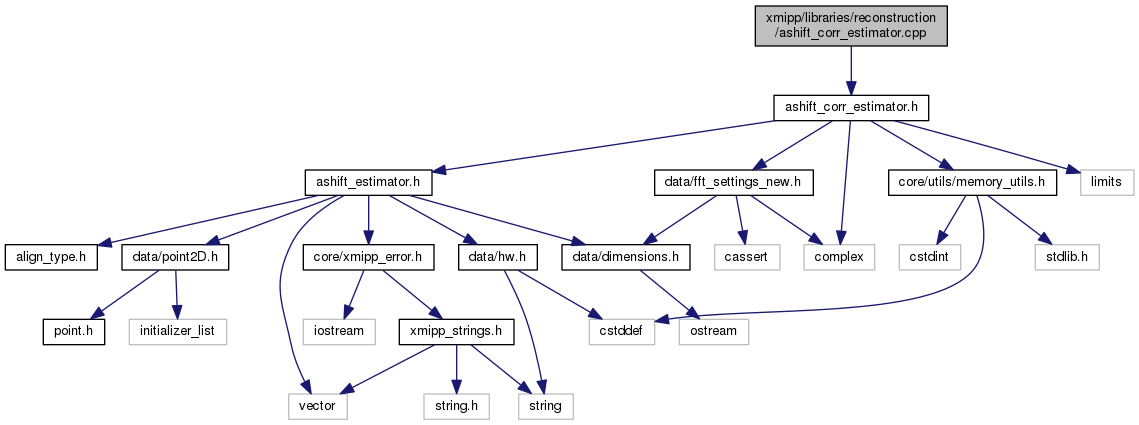 xmipp/libraries/reconstruction
/ashift_corr_estimator.cpp
ashift_corr_estimator.h
ashift_estimator.h
data/fft_settings_new.h
core/utils/memory_utils.h
limits
align_type.h
data/point2D.h
core/xmipp_error.h
data/hw.h
data/dimensions.h
cassert
complex
cstdint
stdlib.h
point.h
initializer_list
iostream
xmipp_strings.h
cstddef
ostream
vector
string.h
string